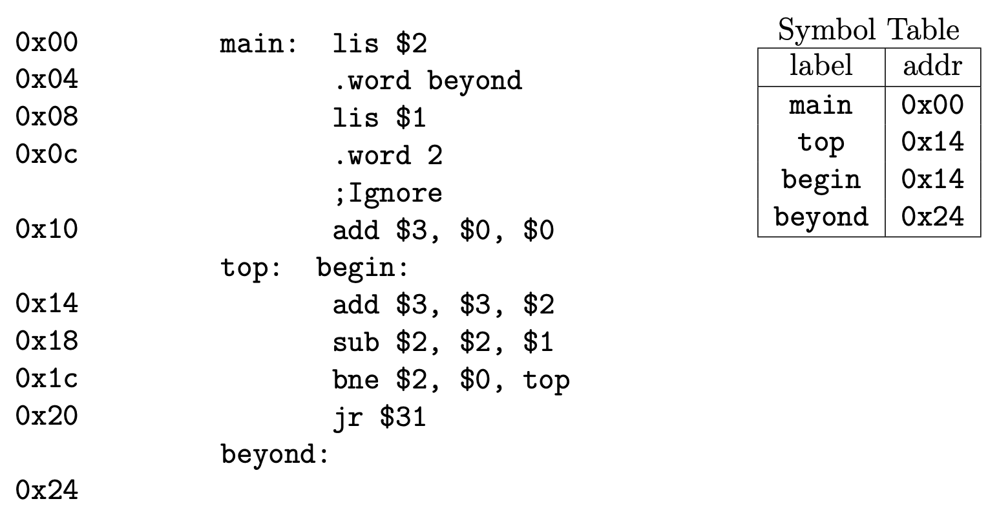 0x00 main: lis $2
0x04 .word beyond
0x08 lis $1
0x0c .word 2
;Ignore
0x10 add $3, $0, $0
top: begin:
0x14 add $3, $3, $2
0x18 sub $2, $2, $1
0x1c bne $2, $0, top
0x20 jr $31
beyond:
0x24
Symbol Table
label addr
main 0x00
top 0x14
begin 0x14
beyond 0x24